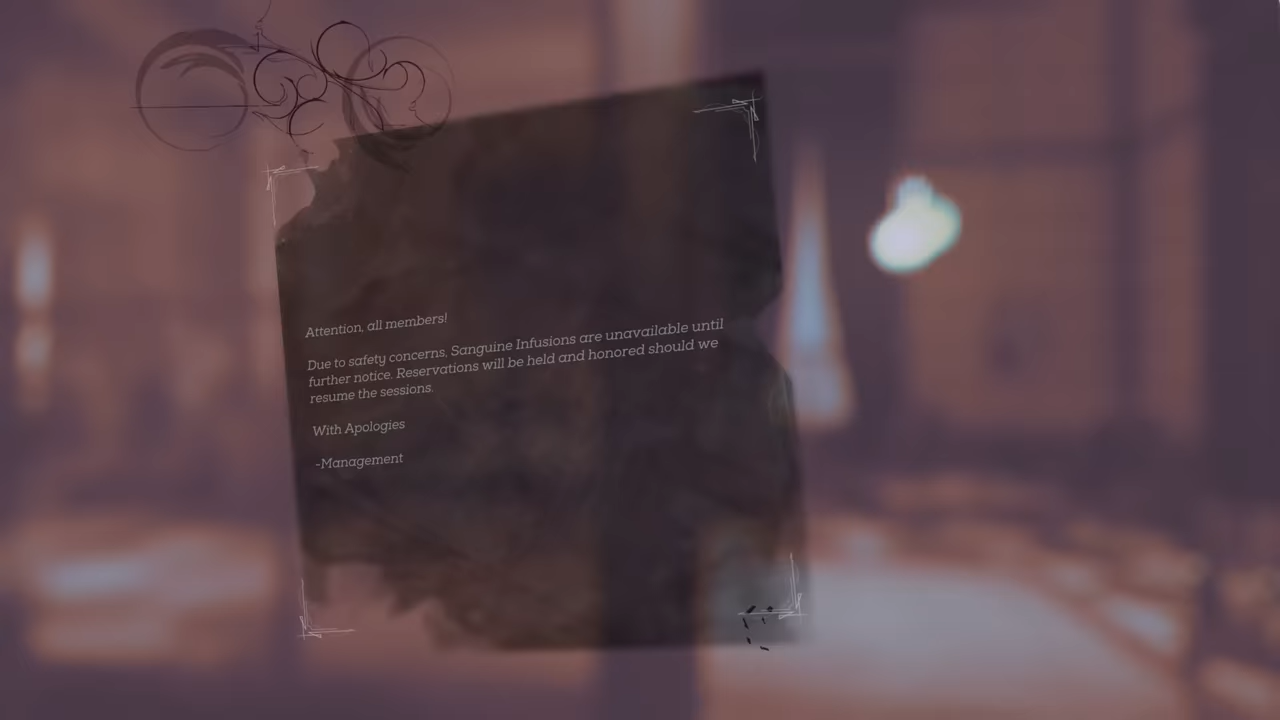 Attention, all members!
Due to safety concerns, Sanguine Infusions are unavailable until
further notice. Reservations will be held and honored should we
resume the sessions.
With Apologies
-Management